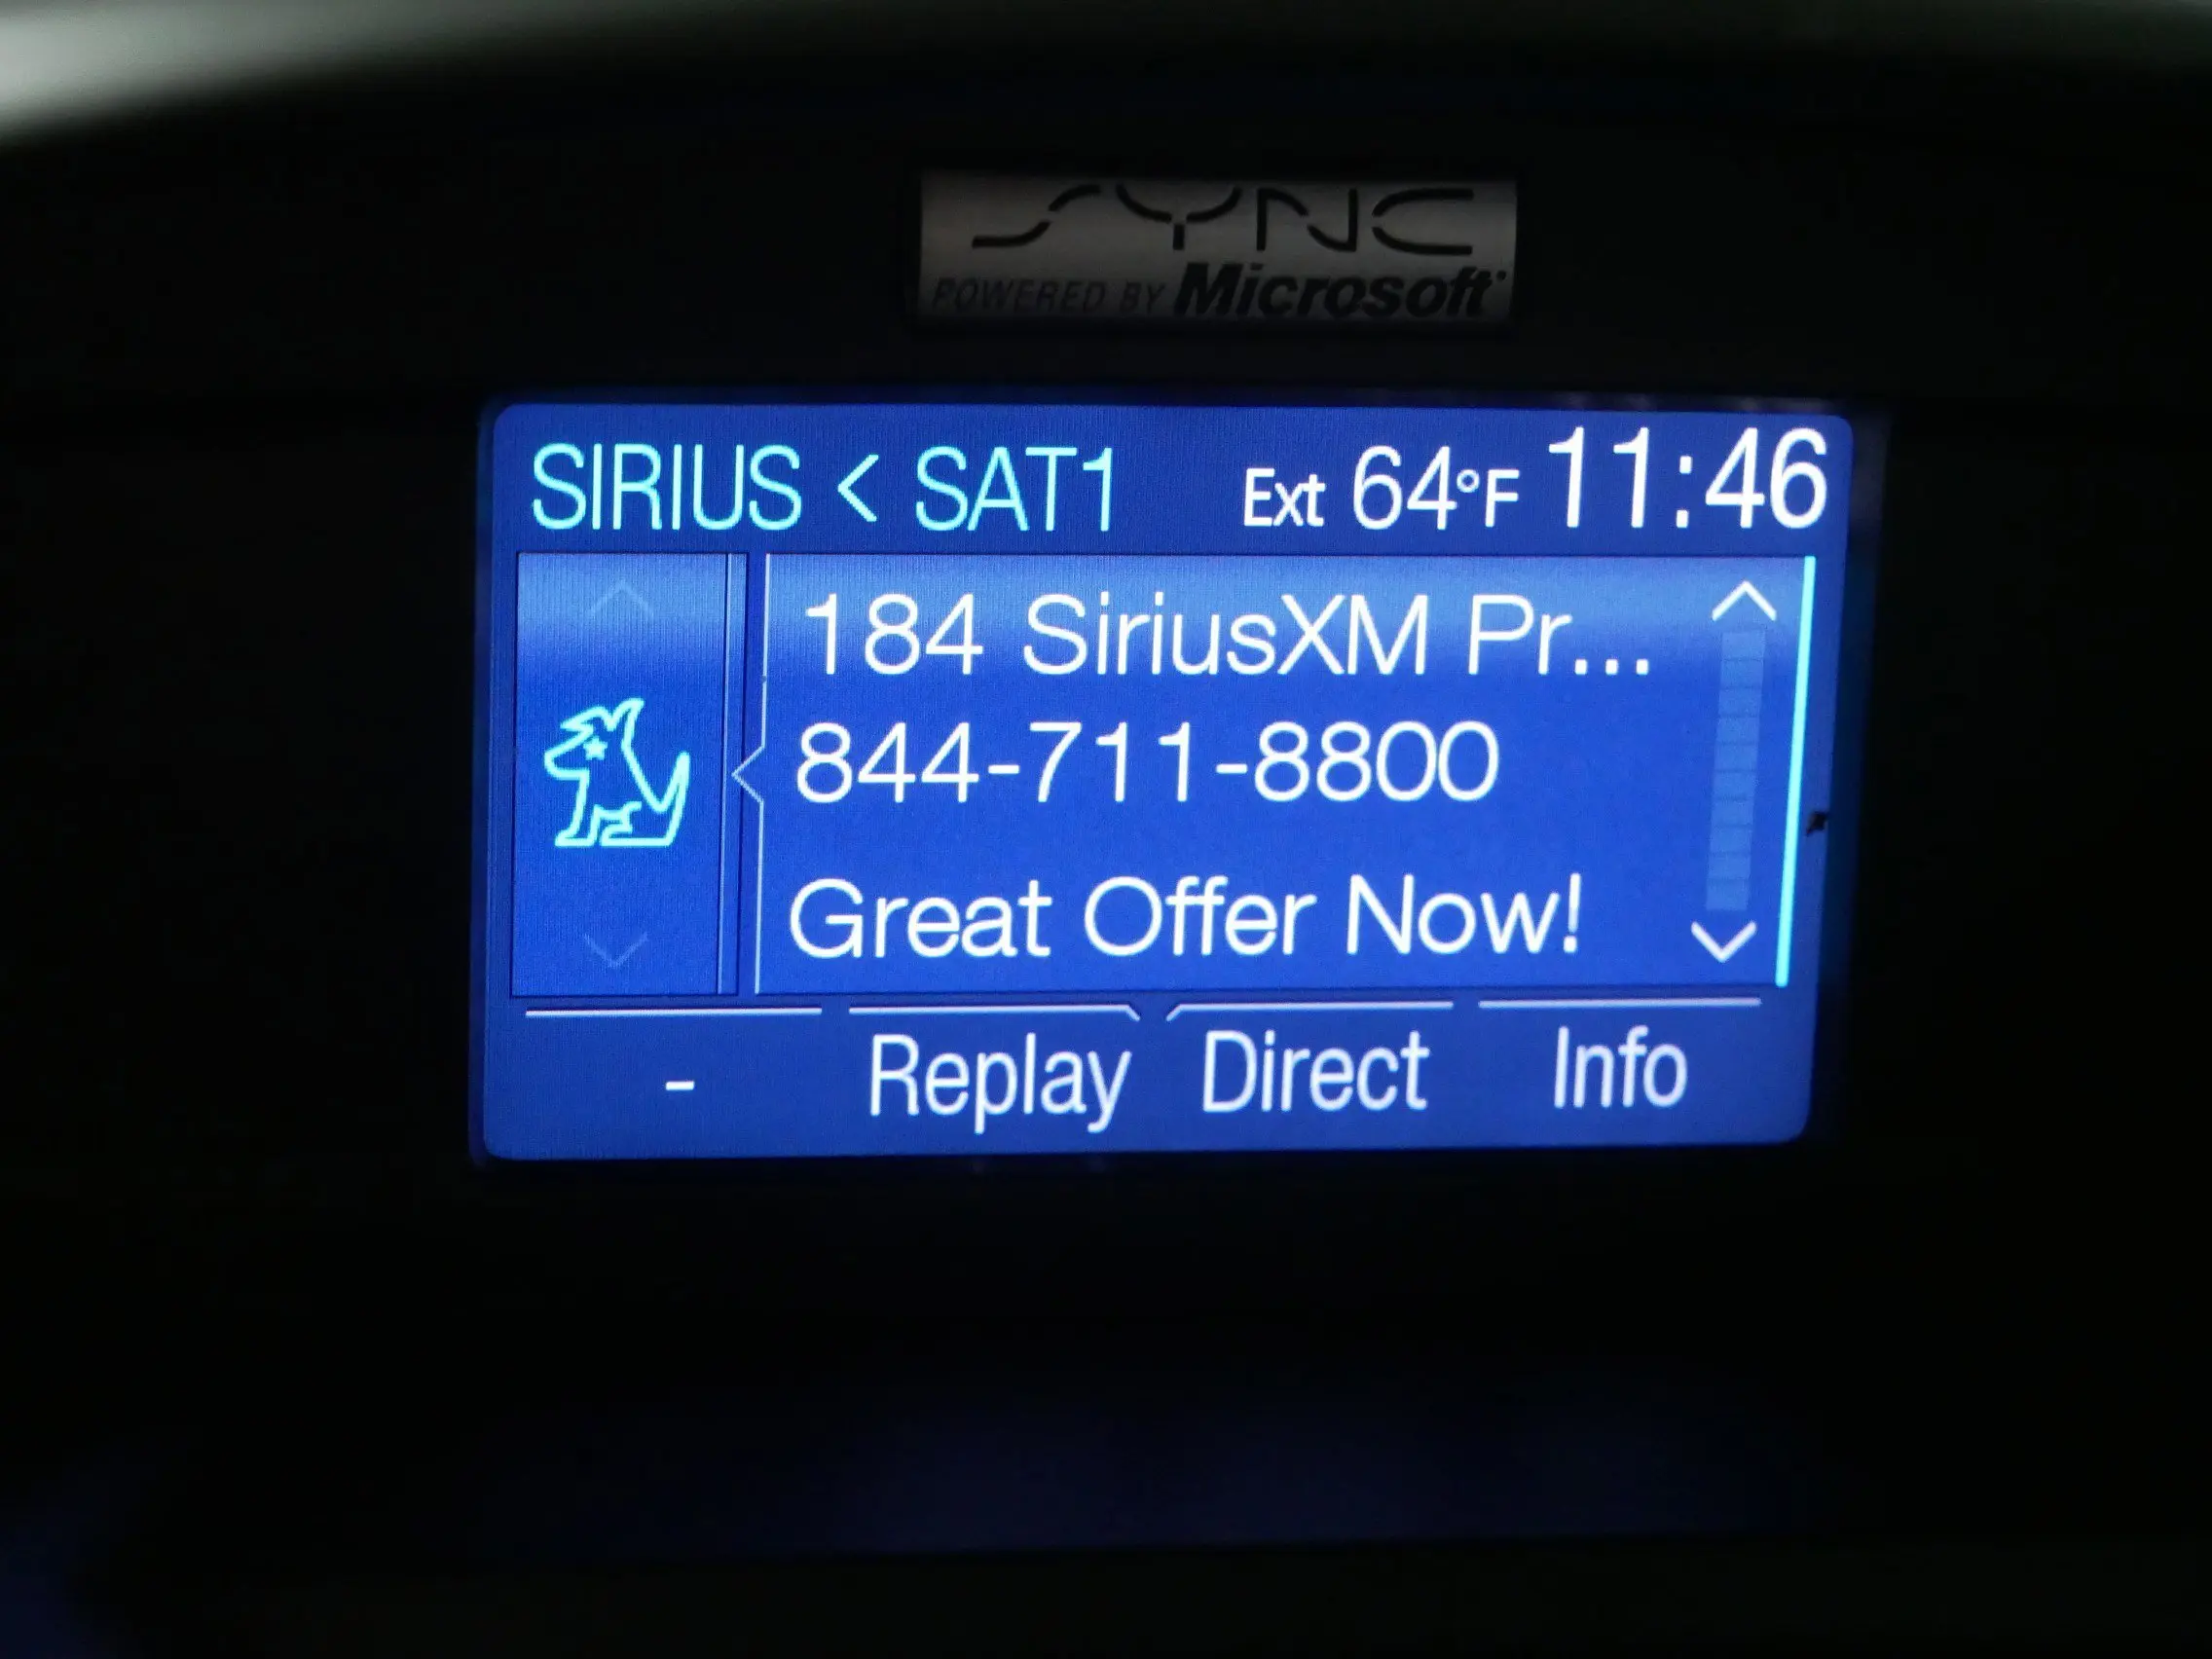 SYNC
POWERED BY Microsoft
SIRIUS < SAT1 Ext 64°F 11:46
184 SiriusXM Pr...
844-711-8800
Great Offer Now!
- Replay Direct Info